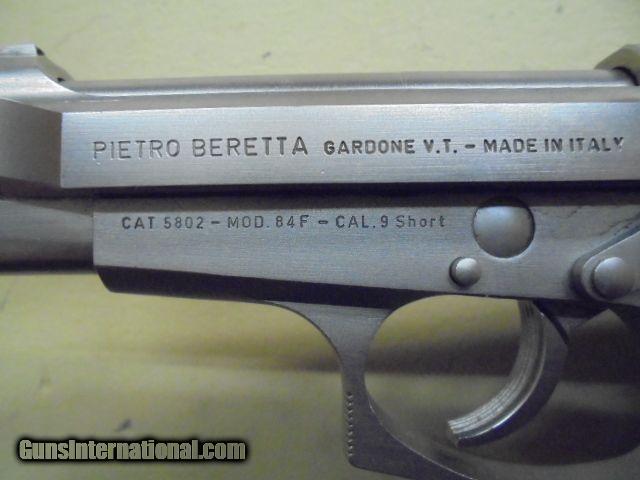 PIETRO BERETTA GARDONE V.T. – MADE IN ITALY
CAT 5802 – MOD. 84F – CAL. 9 Short
GunsInternational.com